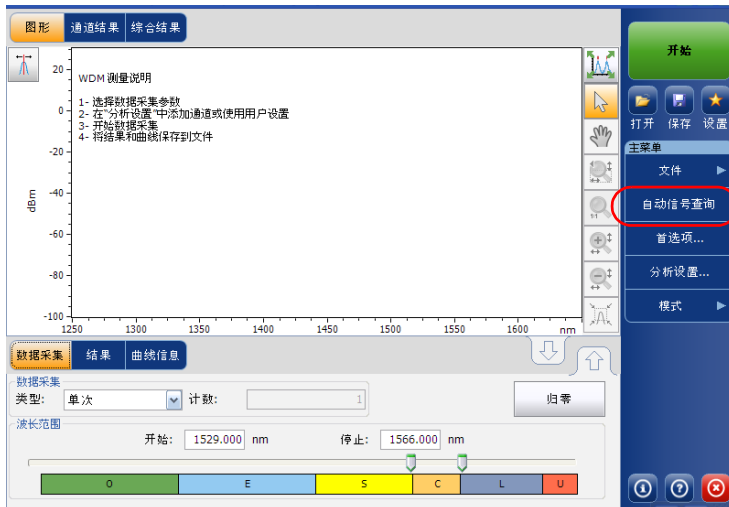 图形 通道结果 综合结果
WDM 测量说明
1- 选择数据采集参数
2- 在"分析设置"中添加通道或使用用户设置
3- 开始数据采集
4- 将结果和曲线保存到文件
dBm
20
0
-20
-40
-60
-80
-100
1250 1300 1350 1400 1450 1500 1550 1600 nm
1:1
开始
打开 保存 设置
主菜单
文件
自动信号查询
首选项...
分析设置...
模式
数据采集 结果 曲线信息
数据采集
类型: 单次 计数: 1 归零
波长范围
开始: 1529.000 nm 停止: 1566.000 nm
O E S C L U